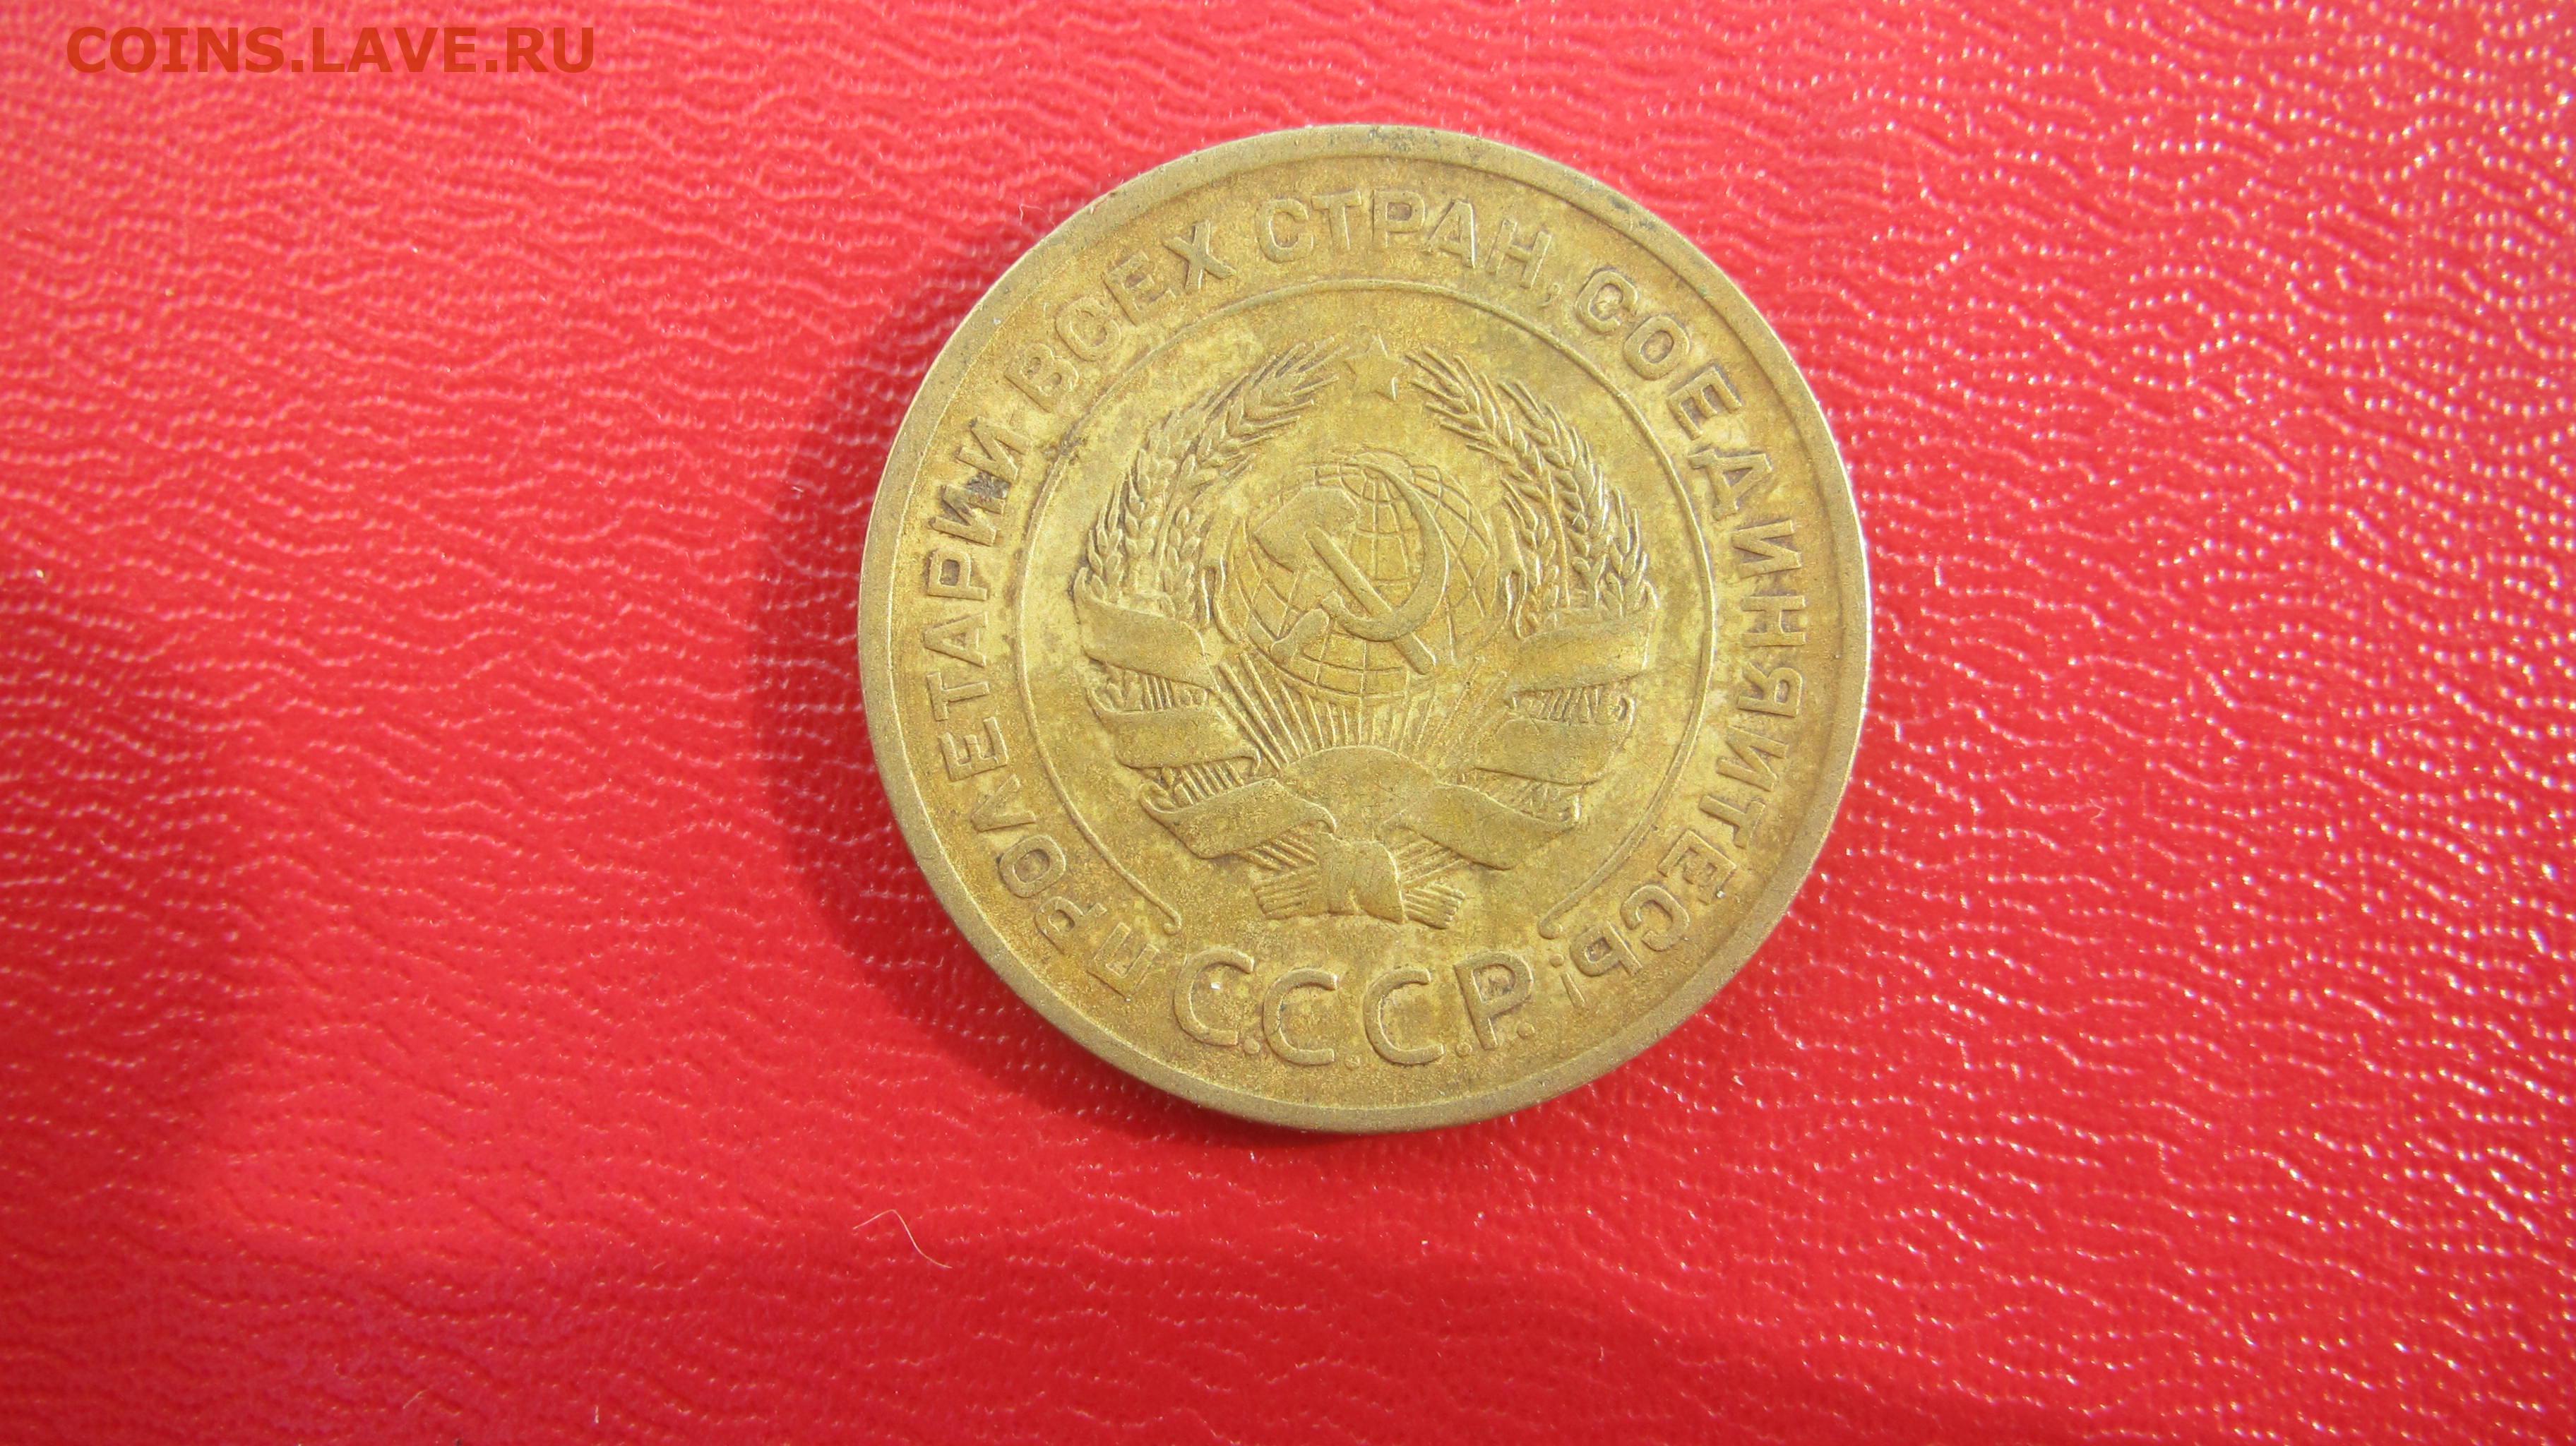 COINS.LAVE.RU
ПРОЛЕТАРИИ ВСЕХ СТРАН, СОЕДИНЯЙТЕСЬ!
С.С.С.Р.